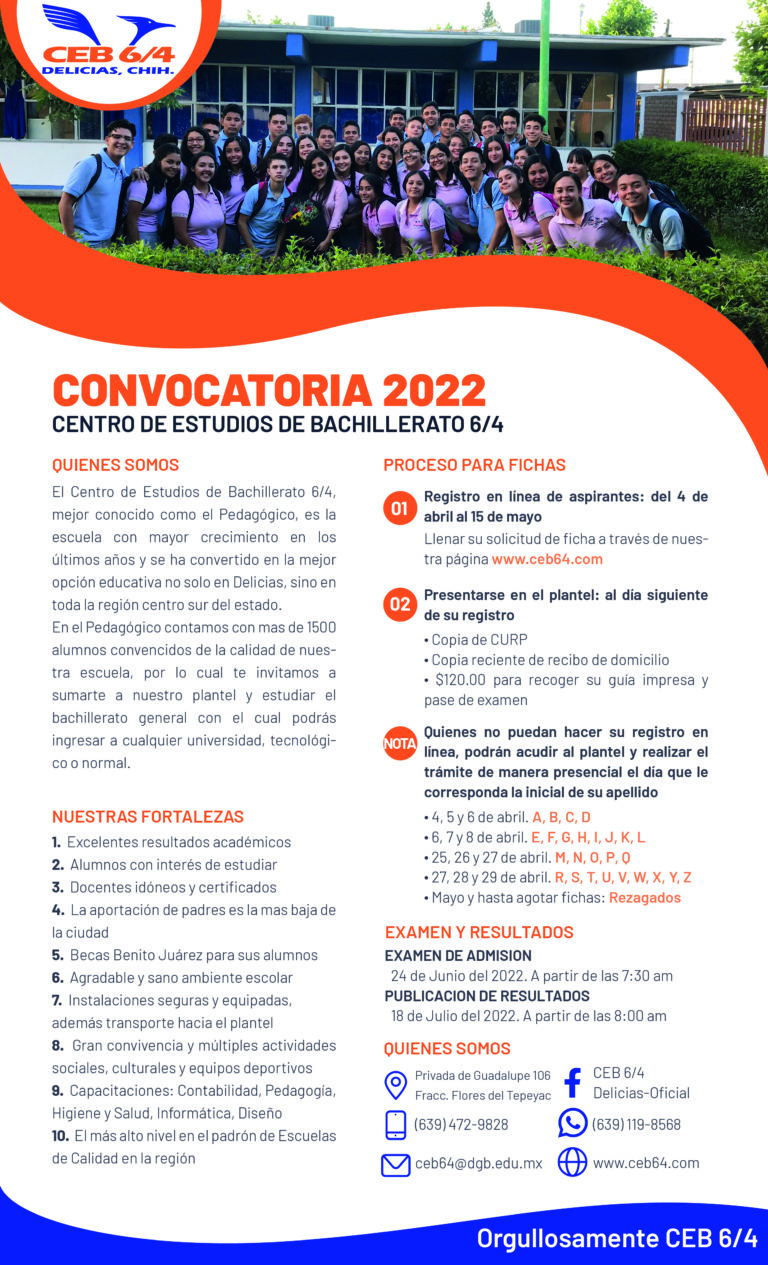 CEB 6/4
DELICIAS, CHIH.
CONVOCATORIA 2022
CENTRO DE ESTUDIOS DE BACHILLERATO 6/4
QUIENES SOMOS
El Centro de Estudios de Bachillerato 6/4,
mejor conocido como el Pedagógico, es la
escuela con mayor crecimiento en los
últimos años y se ha convertido en la mejor
opción educativa no solo en Delicias, sino en
toda la región centro sur del estado.
En el Pedagógico contamos con mas de 1500
alumnos convencidos de la calidad de nues-
tra escuela, por lo cual te invitamos a
sumarte a nuestro plantel y estudiar el
bachillerato general con el cual podrás
ingresar a cualquier universidad, tecnológi-
co o normal.
NUESTRAS FORTALEZAS
1. Excelentes resultados académicos
2. Alumnos con interés de estudiar
3. Docentes idóneos y certificados
4. La aportación de padres es la mas baja de
la ciudad
5. Becas Benito Juárez para sus alumnos
6. Agradable y sano ambiente escolar
7. Instalaciones seguras y equipadas,
además transporte hacia el plantel
8. Gran convivencia y múltiples actividades
sociales, culturales y equipos deportivos
9. Capacitaciones: Contabilidad, Pedagogía,
Higiene y Salud, Informática, Diseño
10. El más alto nivel en el padrón de Escuelas
de Calidad en la región
PROCESO PARA FICHAS
01
Registro en línea de aspirantes: del 4 de
abril al 15 de mayo
Llenar su solicitud de ficha a través de nues-
tra página www.ceb64.com
02
Presentarse en el plantel: al día siguiente
de su registro
• Copia de CURP
• Copia reciente de recibo de domicilio
• $120.00 para recoger su guía impresa y
pase de examen
NOTA
Quienes no puedan hacer su registro en
línea, podrán acudir al plantel y realizar el
trámite de manera presencial el día que le
corresponda la inicial de su apellido
• 4, 5 y 6 de abril. A, B, C, D
• 6, 7 y 8 de abril. E, F, G, H, I, J, K, L
• 25, 26 y 27 de abril. M, N, O, P, Q
• 27, 28 y 29 de abril. R, S, T, U, V, W, X, Y, Z
• Mayo y hasta agotar fichas: Rezagados
EXAMEN Y RESULTADOS
EXAMEN DE ADMISION
24 de Junio del 2022. A partir de las 7:30 am
PUBLICACION DE RESULTADOS
18 de Julio del 2022. A partir de las 8:00 am
QUIENES SOMOS
Privada de Guadalupe 106
Fracc. Flores del Tepeyac
CEB 6/4
Delicias-Oficial
(639) 472-9828
(639) 119-8568
ceb64@dgb.edu.mx
www.ceb64.com
Orgullosamente CEB 6/4